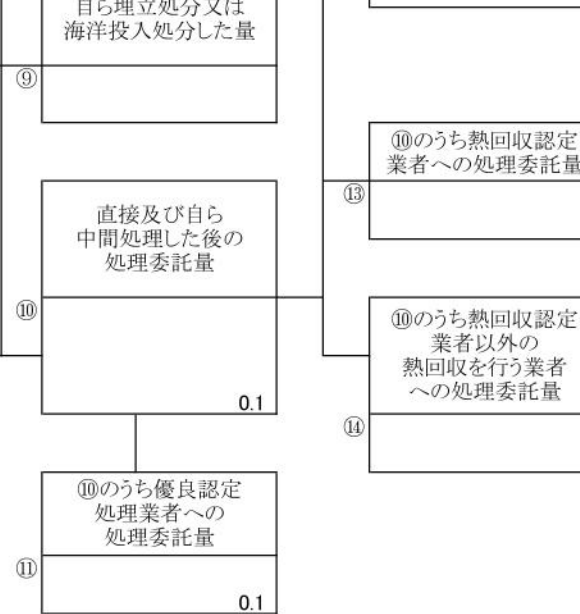 自ら埋立処分又は
海洋投入処分した量
⑨
直接及び自ら
中間処理した後の
処理委託量
⑩
0.1
⑩のうち優良認定
処理業者への
処理委託量
⑪
0.1
⑩のうち熱回収認定
業者への処理委託量
⑬
⑩のうち熱回収認定
業者以外の
熱回収を行う業者
への処理委託量
⑭